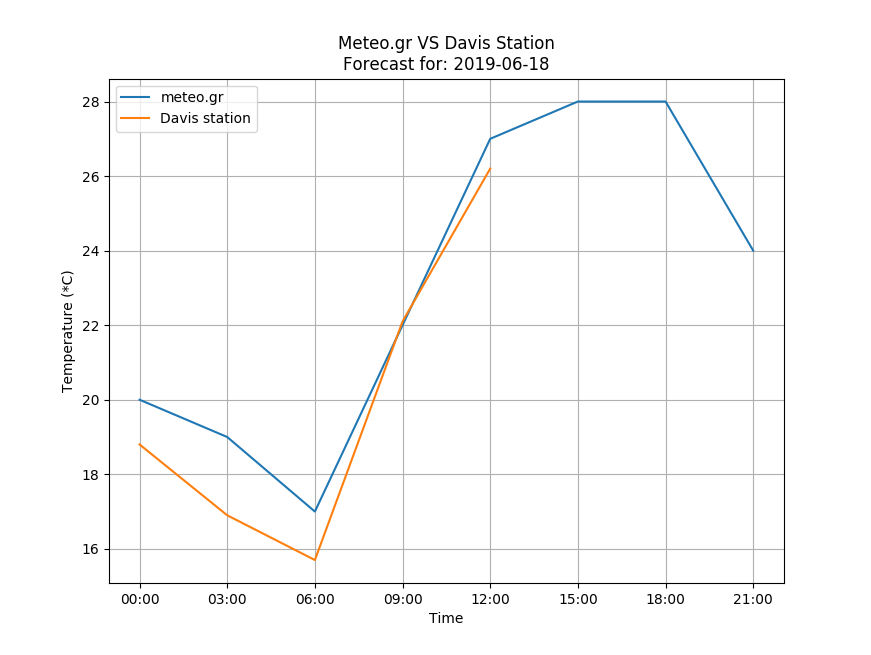 Meteo.gr VS Davis Station
Forecast for: 2019-06-18
meteo.gr
Davis station
28
26
24
22
20
18
16
Temperature (*C)
00:00 03:00 06:00 09:00 12:00 15:00 18:00 21:00
Time